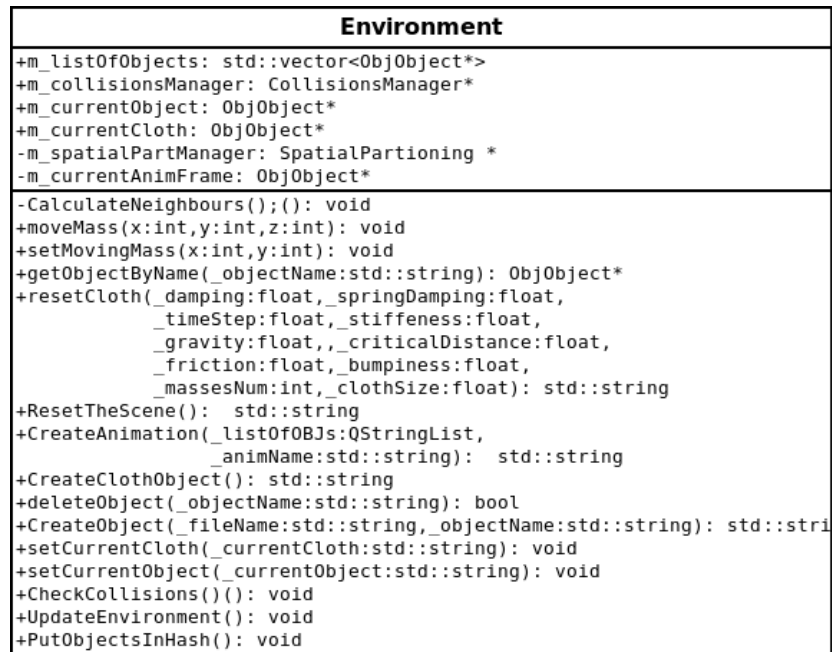 Environment
+m_listOfObjects: std::vector<ObjObject*>
+m_collisionsManager: CollisionsManager*
+m_currentObject: ObjObject*
+m_currentCloth: ObjObject*
-m_spatialPartManager: SpatialPartioning *
-m_currentAnimFrame: ObjObject*
-CalculateNeighbours();(): void
+moveMass(x:int,y:int,z:int): void
+setMovingMass(x:int,y:int): void
+getObjectByName(_objectName:std::string): ObjObject*
+resetCloth(_damping:float,_springDamping:float,
_timeStep:float,_stiffeness:float,
_gravity:float,,_criticalDistance:float,
_friction:float,_bumpiness:float,
_massesNum:int,_clothSize:float): std::string
+ResetTheScene():  std::string
+CreateAnimation(_listOfOBJs:QStringList,
_animName:std::string):  std::string
+CreateClothObject(): std::string
+deleteObject(_objectName:std::string): bool
+CreateObject(_fileName:std::string,_objectName:std::string): std::stri
+setCurrentCloth(_currentCloth:std::string): void
+setCurrentObject(_currentObject:std::string): void
+CheckCollisions()(): void
+UpdateEnvironment(): void
+PutObjectsInHash(): void